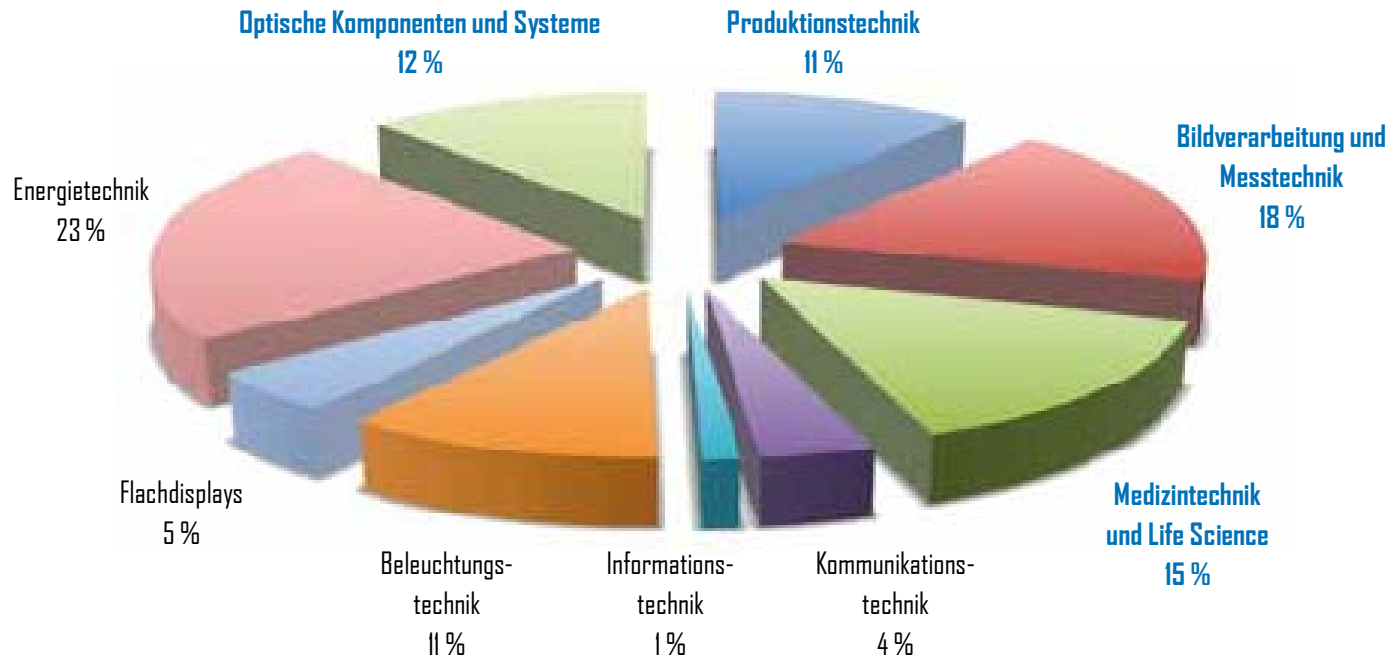 Optische Komponenten und Systeme
12 %
Produktionstechnik
11 %
Bildverarbeitung und
Messtechnik
18 %
Energietechnik
23 %
Flachdisplays
5 %
Beleuchtungs-
technik
11 %
Informations-
technik
1 %
Kommunikations-
technik
4 %
Medizintechnik
und Life Science
15 %